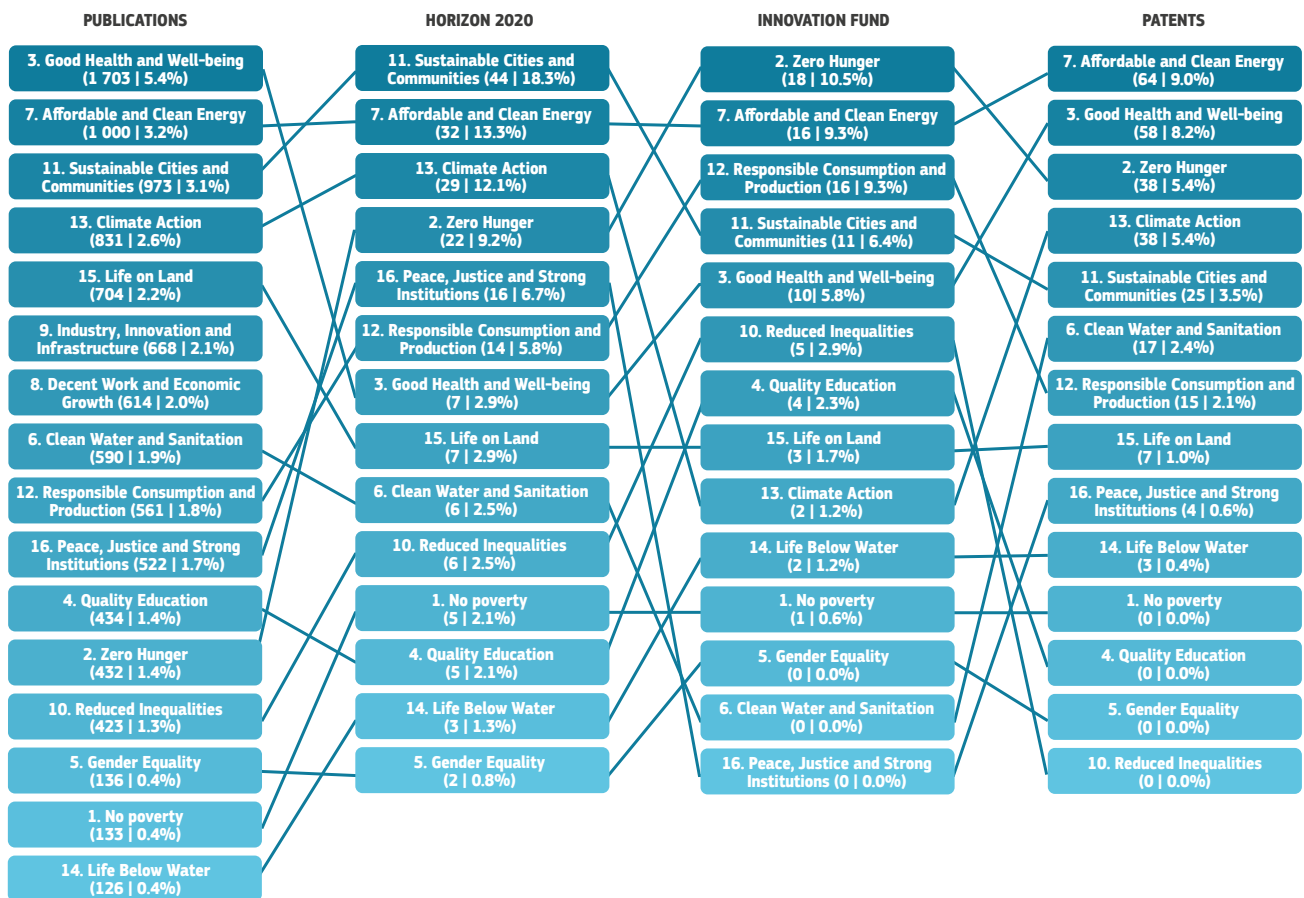 PUBLICATIONS
3. Good Health and Well-being
(1 703 | 5.4%)
7. Affordable and Clean Energy
(1 000 | 3.2%)
11. Sustainable Cities and
Communities (973 | 3.1%)
13. Climate Action
(831 | 2.6%)
15. Life on Land
(704 | 2.2%)
9. Industry, Innovation and
Infrastructure (668 | 2.1%)
8. Decent Work and Economic
Growth (614 | 2.0%)
6. Clean Water and Sanitation
(590 | 1.9%)
12. Responsible Consumption and
Production (561 | 1.8%)
16. Peace, Justice and Strong
Institutions (522 | 1.7%)
4. Quality Education
(434 | 1.4%)
2. Zero Hunger
(432 | 1.4%)
10. Reduced Inequalities
(423 | 1.3%)
5. Gender Equality
(136 | 0.4%)
1. No poverty
(133 | 0.4%)
14. Life Below Water
(126 | 0.4%)
HORIZON 2020
11. Sustainable Cities and
Communities (44 | 18.3%)
7. Affordable and Clean Energy
(32 | 13.3%)
13. Climate Action
(29 | 12.1%)
2. Zero Hunger
(22 | 9.2%)
16. Peace, Justice and Strong
Institutions (16 | 6.7%)
12. Responsible Consumption and
Production (14 | 5.8%)
3. Good Health and Well-being
(7 | 2.9%)
15. Life on Land
(7 | 2.9%)
6. Clean Water and Sanitation
(6 | 2.5%)
10. Reduced Inequalities
(6 | 2.5%)
1. No poverty
(5 | 2.1%)
4. Quality Education
(5 | 2.1%)
14. Life Below Water
(3 | 1.3%)
5. Gender Equality
(2 | 0.8%)
INNOVATION FUND
2. Zero Hunger
(18 | 10.5%)
7. Affordable and Clean Energy
(16 | 9.3%)
12. Responsible Consumption and
Production (16 | 9.3%)
11. Sustainable Cities and
Communities (11 | 6.4%)
3. Good Health and Well-being
(10| 5.8%)
10. Reduced Inequalities
(5 | 2.9%)
4. Quality Education
(4 | 2.3%)
15. Life on Land
(3 | 1.7%)
13. Climate Action
(2 | 1.2%)
14. Life Below Water
(2 | 1.2%)
1. No poverty
(1 | 0.6%)
5. Gender Equality
(0 | 0.0%)
6. Clean Water and Sanitation
(0 | 0.0%)
16. Peace, Justice and Strong
Institutions (0 | 0.0%)
PATENTS
7. Affordable and Clean Energy
(64 | 9.0%)
3. Good Health and Well-being
(58 | 8.2%)
2. Zero Hunger
(38 | 5.4%)
13. Climate Action
(38 | 5.4%)
11. Sustainable Cities and
Communities (25 | 3.5%)
6. Clean Water and Sanitation
(17 | 2.4%)
12. Responsible Consumption and
Production (15 | 2.1%)
15. Life on Land
(7 | 1.0%)
16. Peace, Justice and Strong
Institutions (4 | 0.6%)
14. Life Below Water
(3 | 0.4%)
1. No poverty
(0 | 0.0%)
4. Quality Education
(0 | 0.0%)
5. Gender Equality
(0 | 0.0%)
10. Reduced Inequalities
(0 | 0.0%)